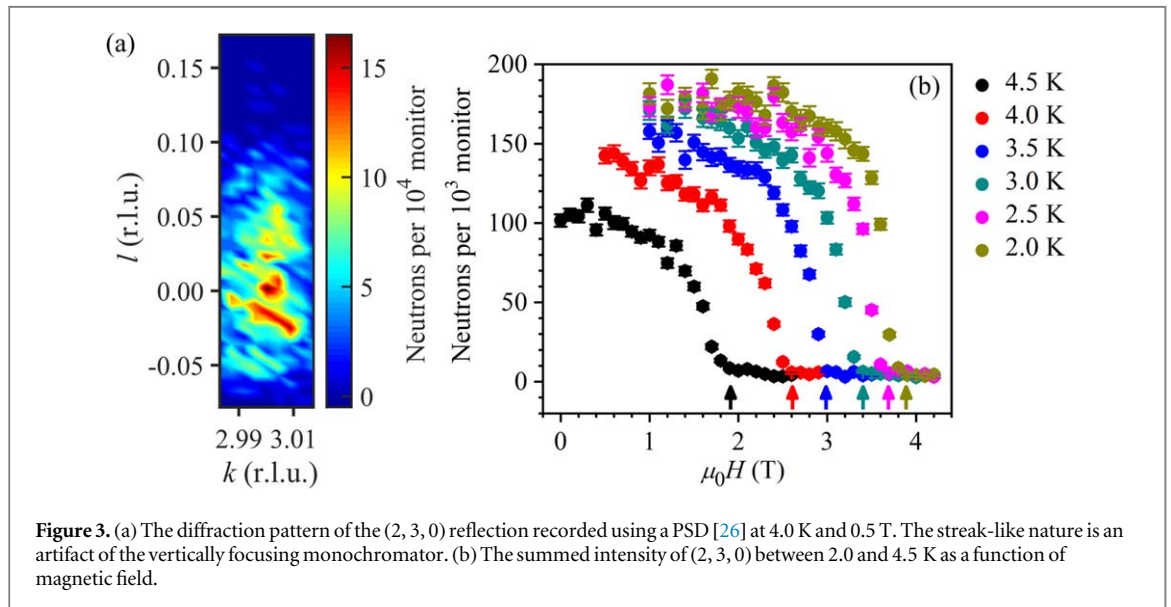 (a)
0.15
0.10
0.05
0.00
-0.05
l (r.l.u.)
2.99 3.01
k (r.l.u.)
15
10
5
0
Neutrons per 10⁴ monitor
Neutrons per 10³ monitor
200
150
100
50
0
(b)
0 1 2 3 4
μ₀H (T)
4.5 K
4.0 K
3.5 K
3.0 K
2.5 K
2.0 K
Figure 3. (a) The diffraction pattern of the (2, 3, 0) reflection recorded using a PSD [26] at 4.0 K and 0.5 T. The streak-like nature is an
artifact of the vertically focusing monochromator. (b) The summed intensity of (2, 3, 0) between 2.0 and 4.5 K as a function of
magnetic field.